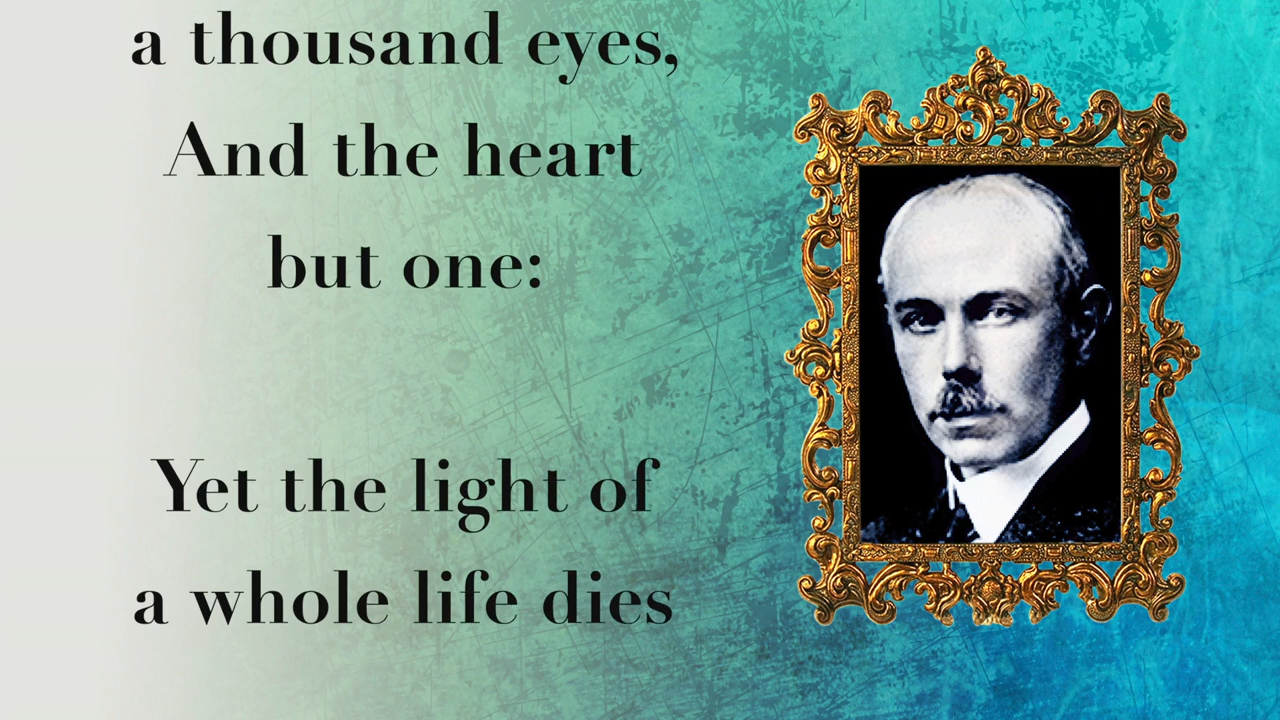 a thousand eyes,
And the heart
but one:
Yet the light of
a whole life dies